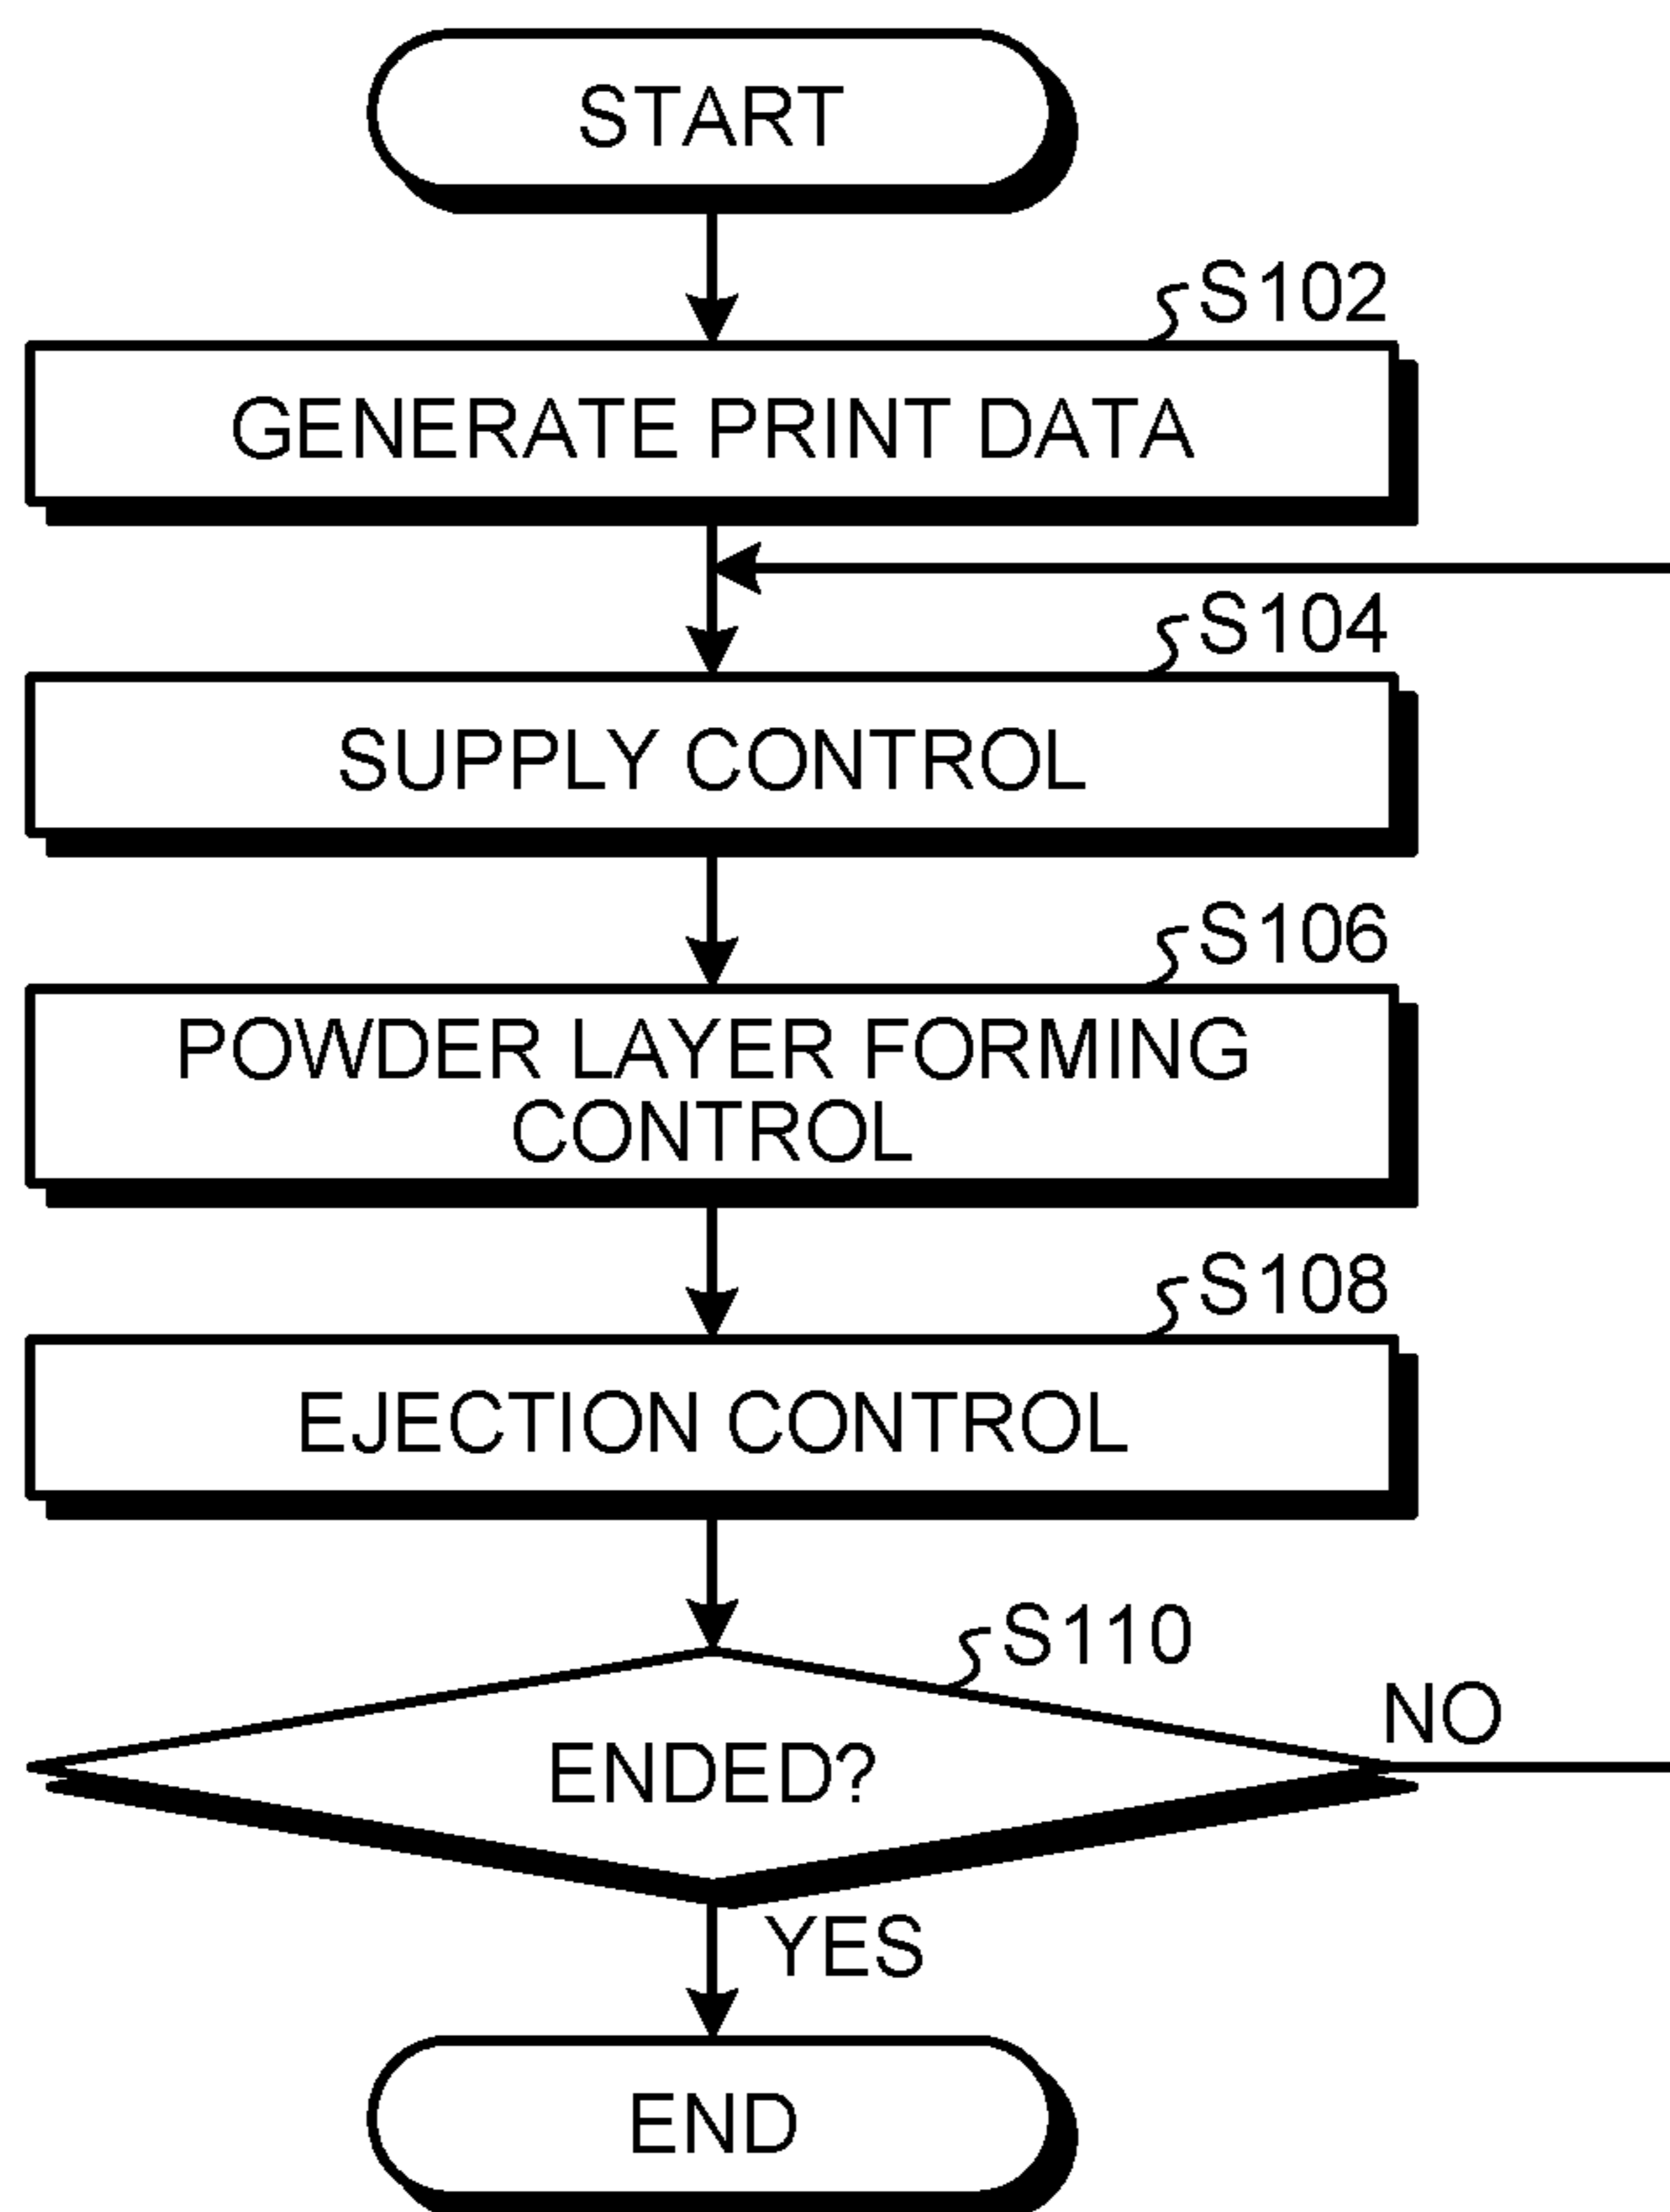 START
S102
GENERATE PRINT DATA
S104
SUPPLY CONTROL
S106
POWDER LAYER FORMING
CONTROL
S108
EJECTION CONTROL
S110
NO
ENDED?
YES
END